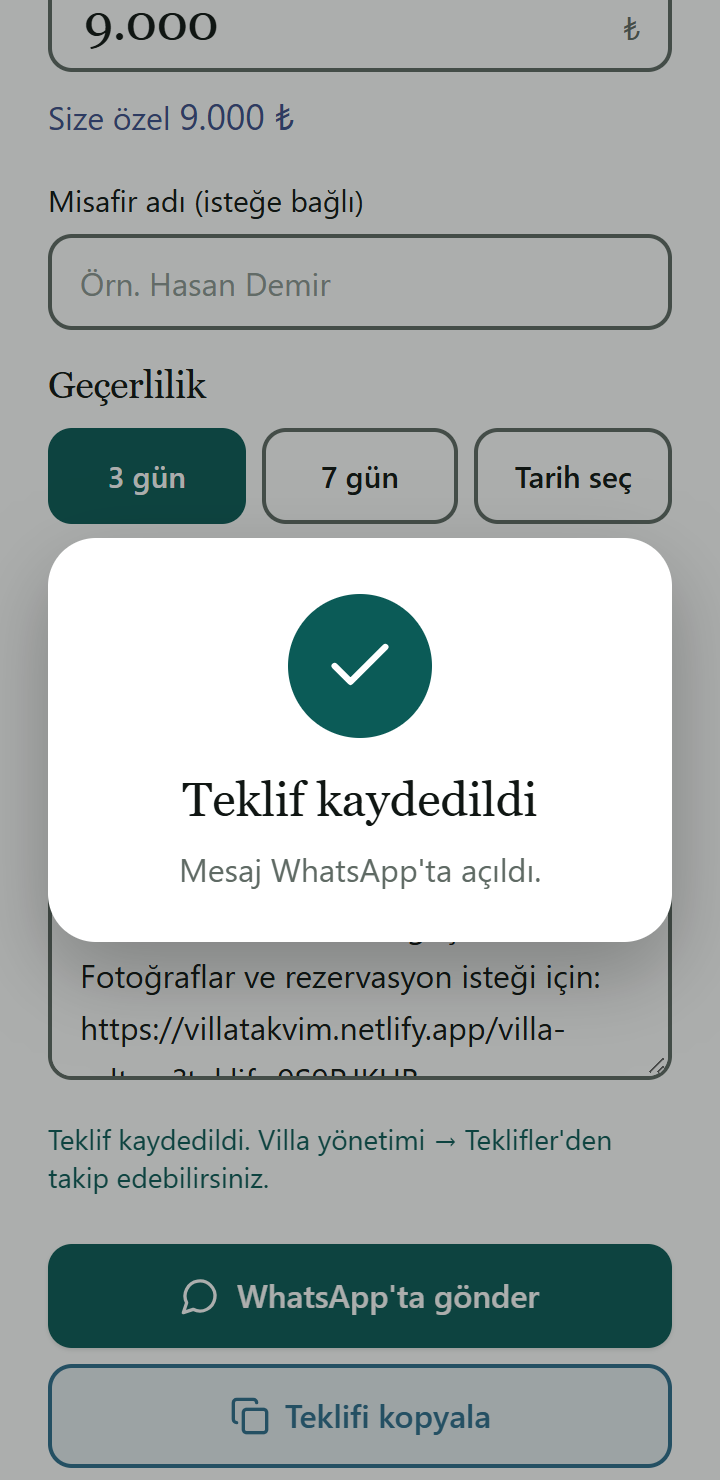 9.000 ₺
Size özel 9.000 ₺
Misafir adı (isteğe bağlı)
Örn. Hasan Demir
Geçerlilik
3 gün
7 gün
Tarih seç
Teklif kaydedildi
Mesaj WhatsApp'ta açıldı.
Fotoğraflar ve rezervasyon isteği için:
https://villatakvim.netlify.app/villa-
Teklif kaydedildi. Villa yönetimi → Teklifler'den
takip edebilirsiniz.
WhatsApp'ta gönder
Teklifi kopyala